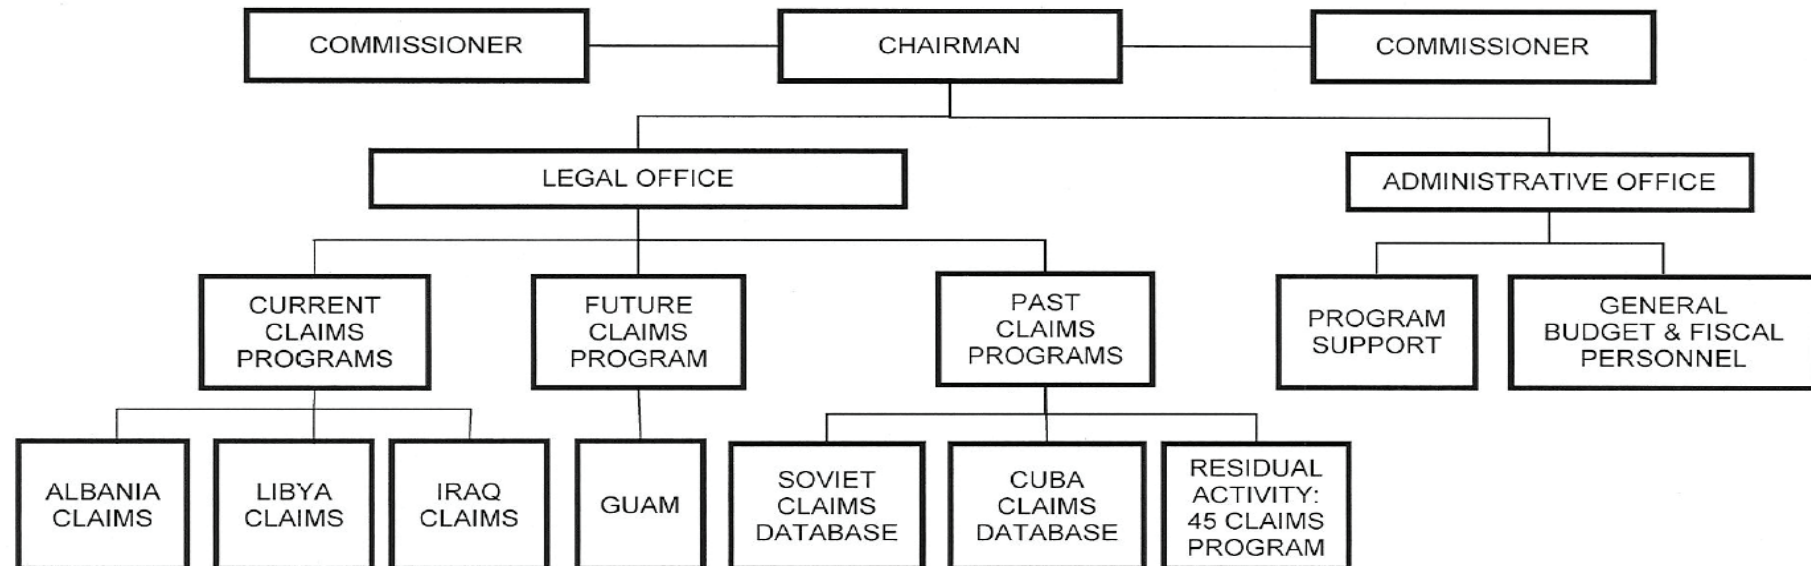 COMMISSIONER
CHAIRMAN
COMMISSIONER
LEGAL OFFICE
ADMINISTRATIVE OFFICE
CURRENT
CLAIMS
PROGRAMS
FUTURE
CLAIMS
PROGRAM
PAST
CLAIMS
PROGRAMS
PROGRAM
SUPPORT
GENERAL
BUDGET & FISCAL
PERSONNEL
ALBANIA
CLAIMS
LIBYA
CLAIMS
IRAQ
CLAIMS
GUAM
SOVIET
CLAIMS
DATABASE
CUBA
CLAIMS
DATABASE
RESIDUAL
ACTIVITY:
45 CLAIMS
PROGRAM